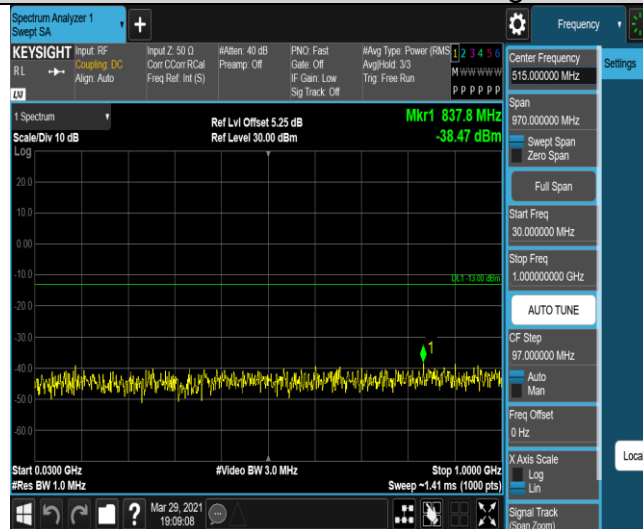 Spectrum Analyzer 1
Swept SA
Frequency
KEYSIGHT
Input: RF
Input Z: 50 Ω
#Atten: 40 dB
PNO: Fast
#Avg Type: Power (RMS
1 2 3 4 5 6
R L
Coupling: DC
Corr CCorr RCal
Preamp: Off
Gate: Off
Avg|Hold: 3/3
M W W W W W
Align: Auto
Freq Ref: Int (S)
IF Gain: Low
Trig: Free Run
Sig Track: Off
P P P P P P
LXI
Center Frequency
515.000000 MHz
Settings
1 Spectrum
Ref Lvl Offset 5.25 dB
Mkr1 837.8 MHz
Scale/Div 10 dB
Ref Level 30.00 dBm
-38.47 dBm
Log
Span
970.000000 MHz
Swept Span
Zero Span
Full Span
20.0
10.0
0.00
-10.0
DL1 -13.00 dBm
-20.0
-30.0
1
-40.0
-50.0
-60.0
Start Freq
30.000000 MHz
Stop Freq
1.000000000 GHz
AUTO TUNE
CF Step
97.000000 MHz
Auto
Man
Freq Offset
0 Hz
Local
X Axis Scale
Log
Lin
Signal Track
(Span Zoom)
Start 0.0300 GHz
#Video BW 3.0 MHz
Stop 1.0000 GHz
#Res BW 1.0 MHz
Sweep ~1.41 ms (1000 pts)
?
Mar 29, 2021
19:09:08